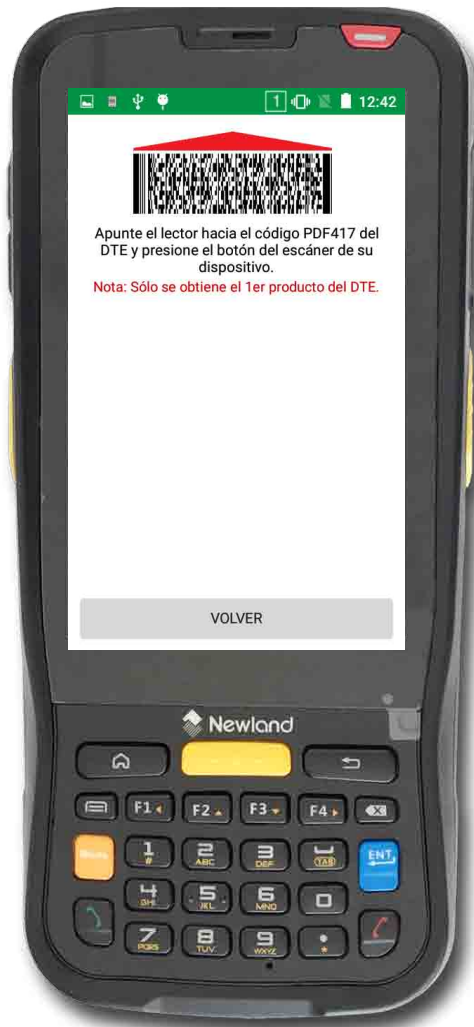 1 12:42
Apunte el lector hacia el código PDF417 del
DTE y presione el botón del escáner de su
dispositivo.
Nota: Sólo se obtiene el 1er producto del DTE.
VOLVER
Newland
F1 F2 F3 F4
1 2 3 TAB ENT
# ABC DEF
4 5 6 0
GHI JKL MNO
7 8 9 .
PQRS TUV WXYZ *